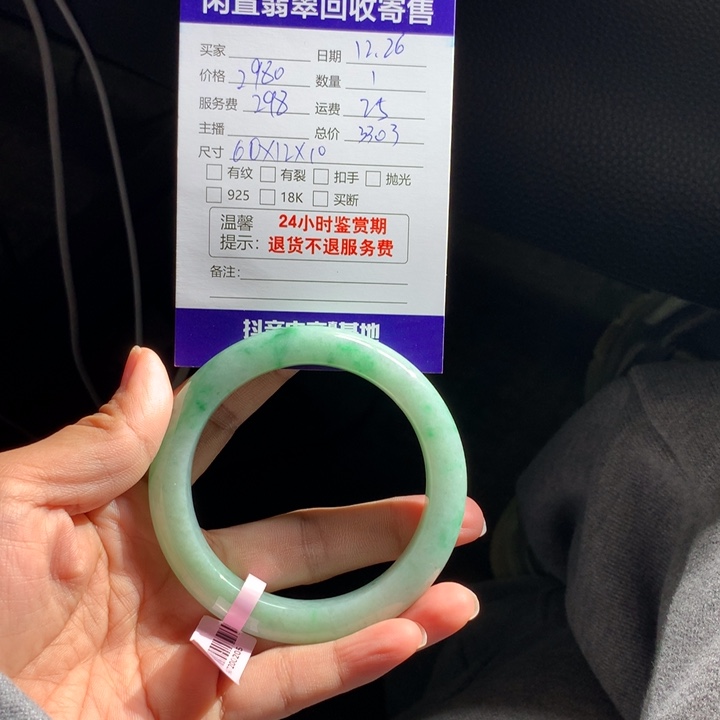 闲置翡翠回收寄售
买家 日期 12.26
价格 2980 数量 1
服务费 298 运费 25
主播 总价 3303
尺寸 60X12X10
有纹 有裂 扣手 抛光
925 18K 买断
温馨 24小时鉴赏期
提示: 退货不退服务费
备注: